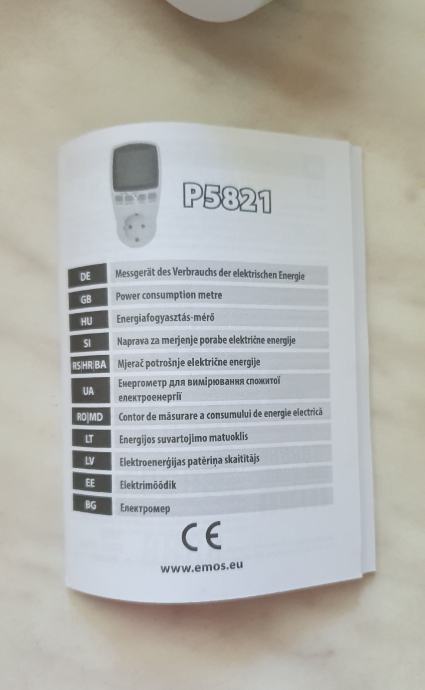 P5821
DE Messgerät des Verbrauchs der elektrischen Energie
GB Power consumption metre
HU Energiafogyasztás-mérő
SI Naprava za merjenje porabe električne energije
RS|HR|BA Mjerač potrošnje električne energije
UA Енергометр для вимірювання спожитої
електроенергії
RO|MD Contor de măsurare a consumului de energie electrică
LT Energijos suvartojimo matuoklis
LV Elektroenerģijas patēriņa skaitītājs
EE Elektrimõõdik
BG Електромер
CE
www.emos.eu